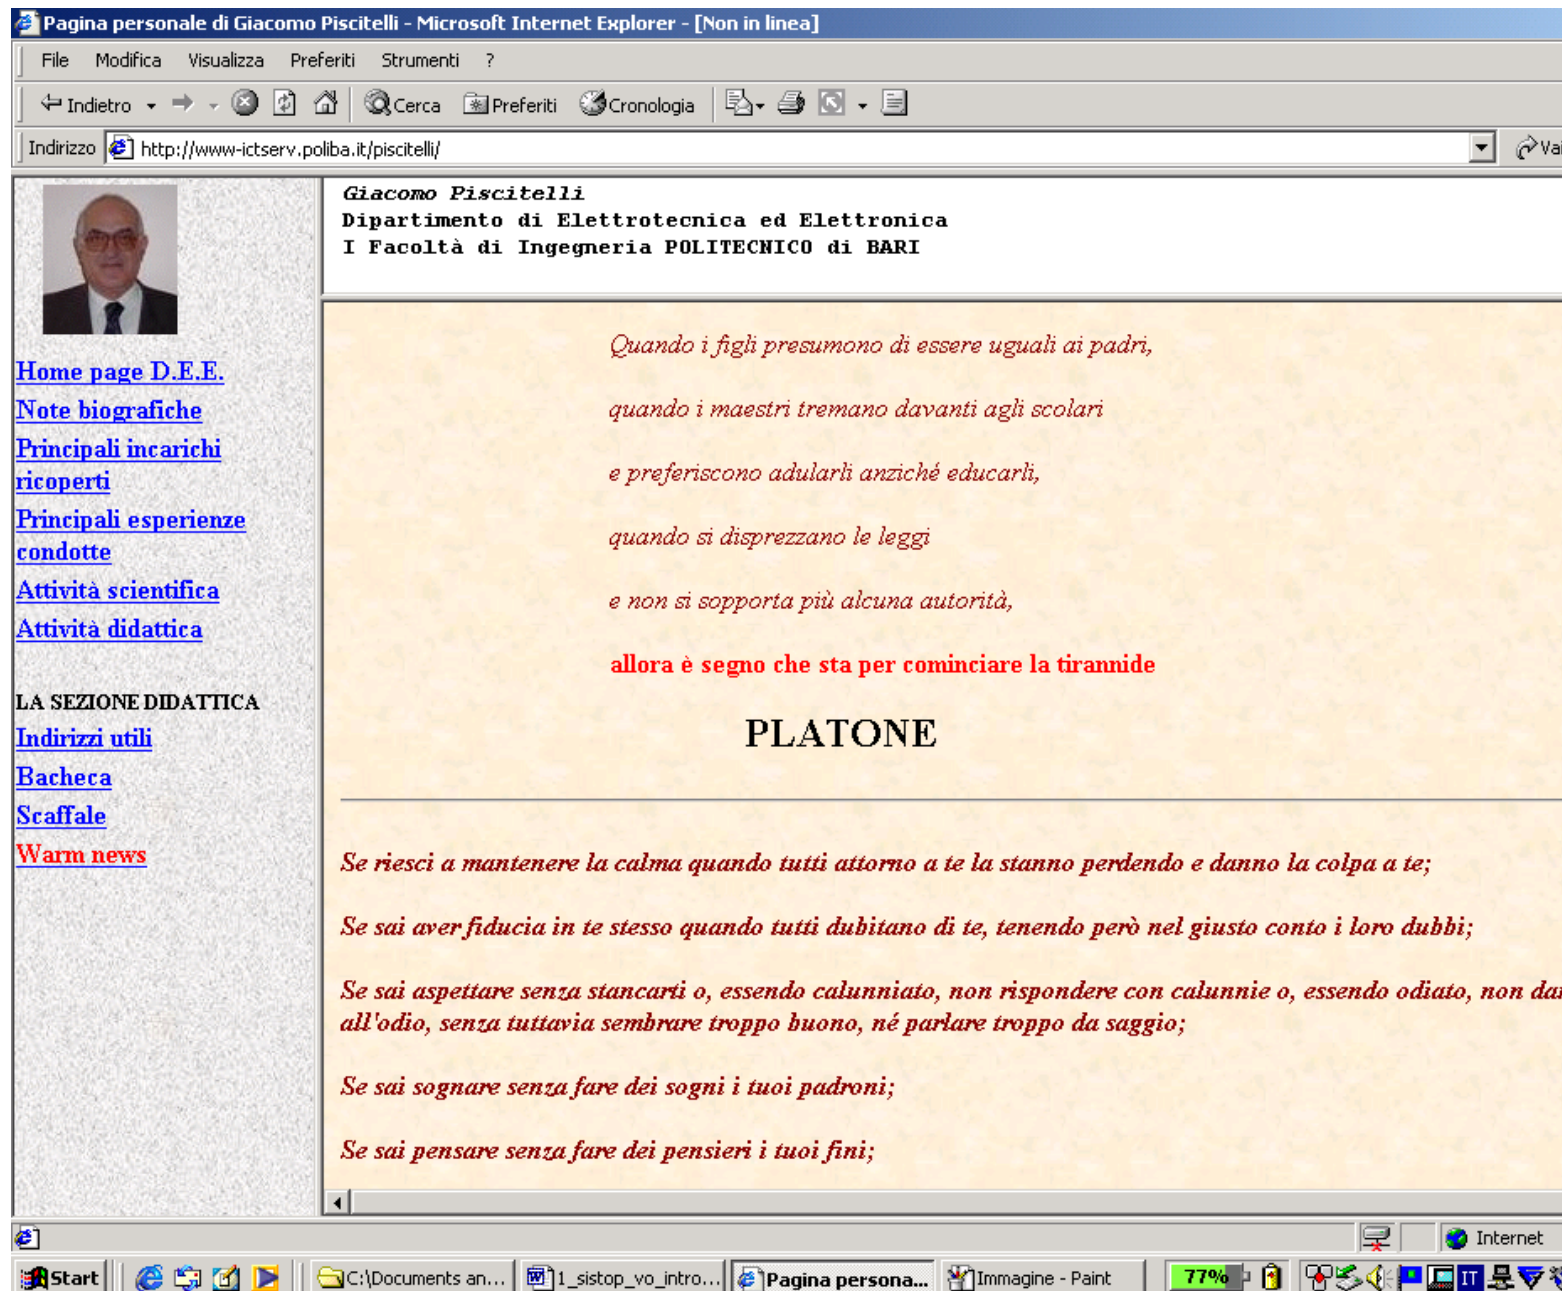 Pagina personale di Giacomo Piscitelli - Microsoft Internet Explorer - [Non in linea]
File Modifica Visualizza Preferiti Strumenti ?
Indietro Cerca Preferiti Cronologia
Indirizzo http://www-ictserv.poliba.it/piscitelli/ Vai
Giacomo Piscitelli
Dipartimento di Elettrotecnica ed Elettronica
I Facoltà di Ingegneria POLITECNICO di BARI
Home page D.E.E.
Note biografiche
Principali incarichi
ricoperti
Principali esperienze
condotte
Attività scientifica
Attività didattica
LA SEZIONE DIDATTICA
Indirizzi utili
Bacheca
Scaffale
Warm news
Quando i figli presumono di essere uguali ai padri,
quando i maestri tremano davanti agli scolari
e preferiscono adularli anziché educarli,
quando si disprezzano le leggi
e non si sopporta più alcuna autorità,
allora è segno che sta per cominciare la tirannide
PLATONE
Se riesci a mantenere la calma quando tutti attorno a te la stanno perdendo e danno la colpa a te;
Se sai aver fiducia in te stesso quando tutti dubitano di te, tenendo però nel giusto conto i loro dubbi;
Se sai aspettare senza stancarti o, essendo calunniato, non rispondere con calunnie o, essendo odiato, non
all'odio, senza tuttavia sembrare troppo buono, né parlare troppo da saggio;
Se sai sognare senza fare dei sogni i tuoi padroni;
Se sai pensare senza fare dei pensieri i tuoi fini;
Internet
Start C:\Documents an... 1_sistop_vo_intro... Pagina persona... Immagine - Paint 77% IT